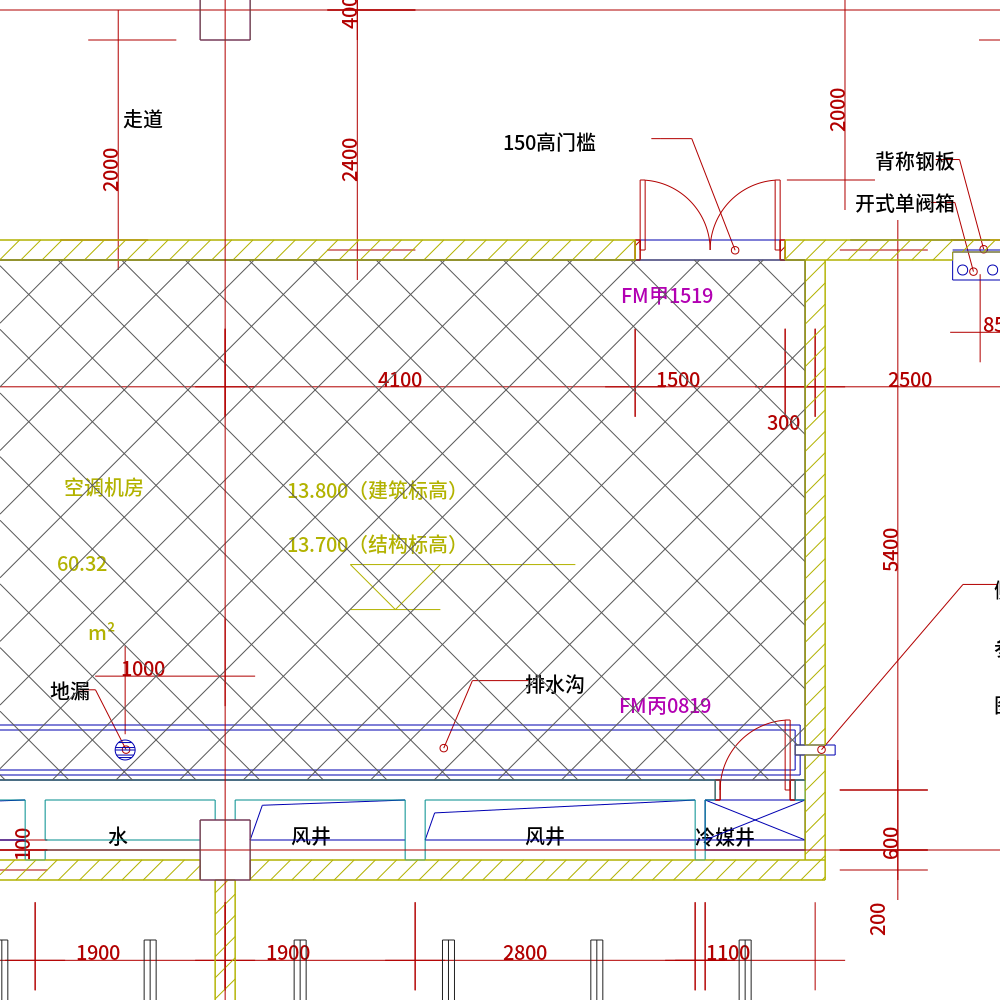 400
走道
2000
2400
150高门槛
2000
背称钢板
开式单阀箱
FM甲1519
85
4100
1500
2500
300
空调机房
13.800（建筑标高）
13.700（结构标高）
60.32
m²
5400
1000
地漏
排水沟
FM丙0819
100
水
风井
风井
冷媒井
600
200
1900
1900
2800
1100